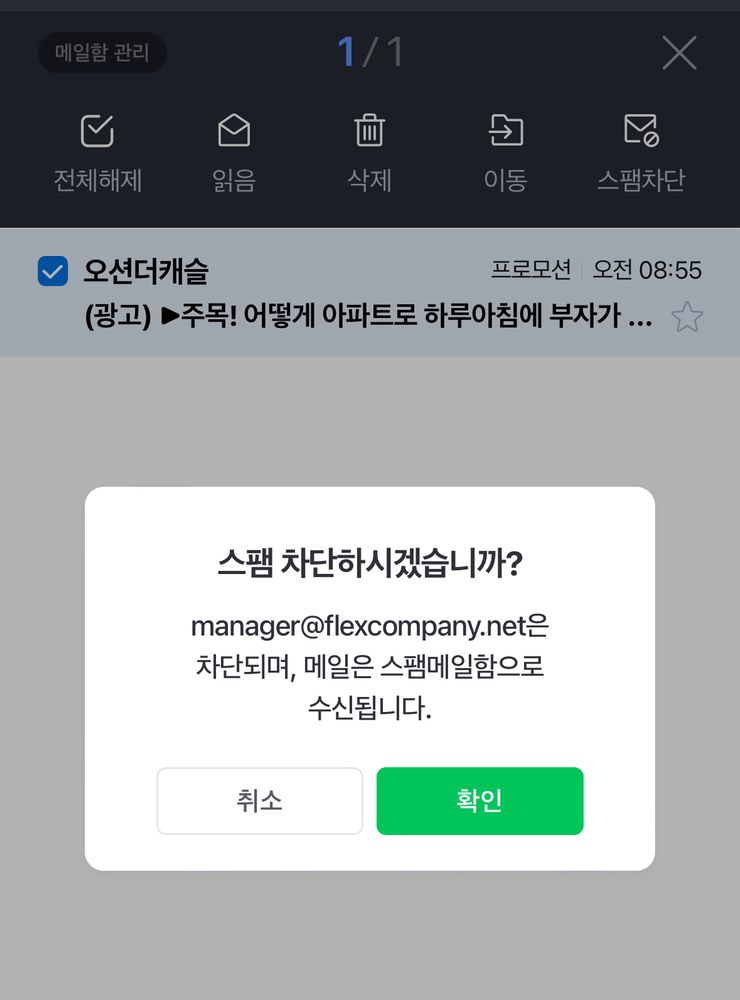 메일함 관리
1 / 1
전체해제
읽음
삭제
이동
스팸차단
오션더캐슬
프로모션
오전 08:55
(광고) ▶주목! 어떻게 아파트로 하루아침에 부자가 ...
스팸 차단하시겠습니까?
manager@flexcompany.net은
차단되며, 메일은 스팸메일함으로
수신됩니다.
취소
확인